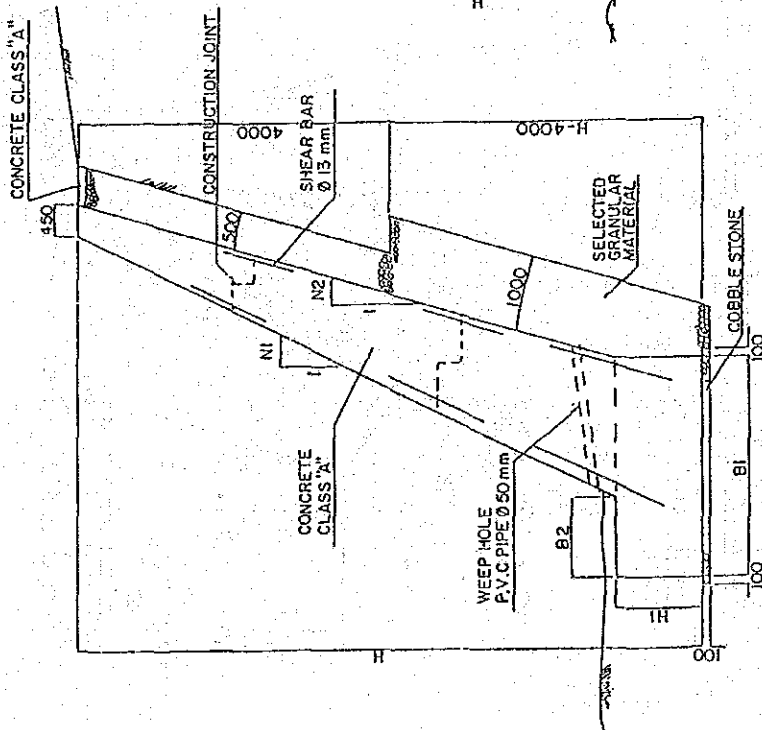 H
CONCRETE CLASS "A"
450
CONSTRUCTION JOINT
SHEAR BAR
Ø 13 mm
4000
H-4000
500
N2
1
N1
1
1000
SELECTED
GRANULAR
MATERIAL
CONCRETE
CLASS "A"
WEEP HOLE
P.V.C PIPE Ø 50 mm
COBBLE STONE
B2
H1
100
B1
100
H
100